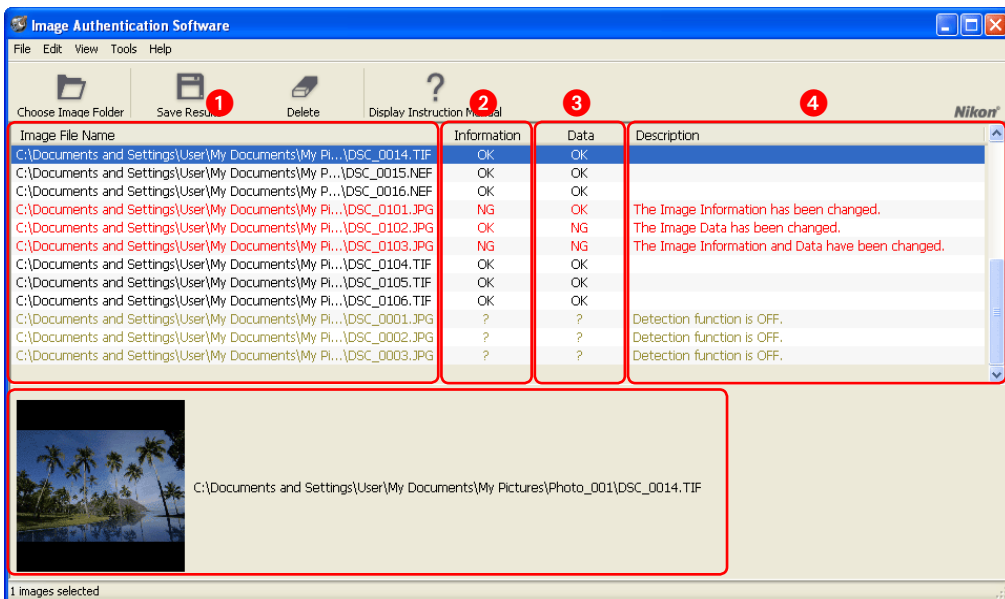 Image Authentication Software
File Edit View Tools Help
1 2 3 4
Choose Image Folder Save Results Delete Display Instruction Manual Nikon
Image File Name Information Data Description
C:\Documents and Settings\User\My Documents\My Pi...\DSC_0014.TIF OK OK
C:\Documents and Settings\User\My Documents\My P...\DSC_0015.NEF OK OK
C:\Documents and Settings\User\My Documents\My P...\DSC_0016.NEF OK OK
C:\Documents and Settings\User\My Documents\My Pi...\DSC_0101.JPG NG OK The Image Information has been changed.
C:\Documents and Settings\User\My Documents\My Pi...\DSC_0102.JPG OK NG The Image Data has been changed.
C:\Documents and Settings\User\My Documents\My Pi...\DSC_0103.JPG NG NG The Image Information and Data have been changed.
C:\Documents and Settings\User\My Documents\My Pi...\DSC_0104.TIF OK OK
C:\Documents and Settings\User\My Documents\My Pi...\DSC_0105.TIF OK OK
C:\Documents and Settings\User\My Documents\My Pi...\DSC_0106.TIF OK OK
C:\Documents and Settings\User\My Documents\My Pi...\DSC_0001.JPG ? ? Detection function is OFF.
C:\Documents and Settings\User\My Documents\My Pi...\DSC_0002.JPG ? ? Detection function is OFF.
C:\Documents and Settings\User\My Documents\My Pi...\DSC_0003.JPG ? ? Detection function is OFF.
C:\Documents and Settings\User\My Documents\My Pictures\Photo_001\DSC_0014.TIF
1 images selected